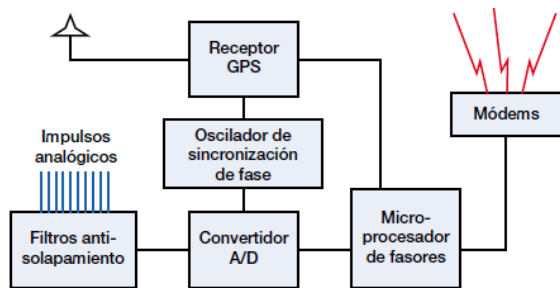 Receptor
GPS
Módems
Impulsos
analógicos
Oscilador de
sincronización
de fase
Filtros anti-
solapamiento
Convertidor
A/D
Micro-
procesador
de fasores